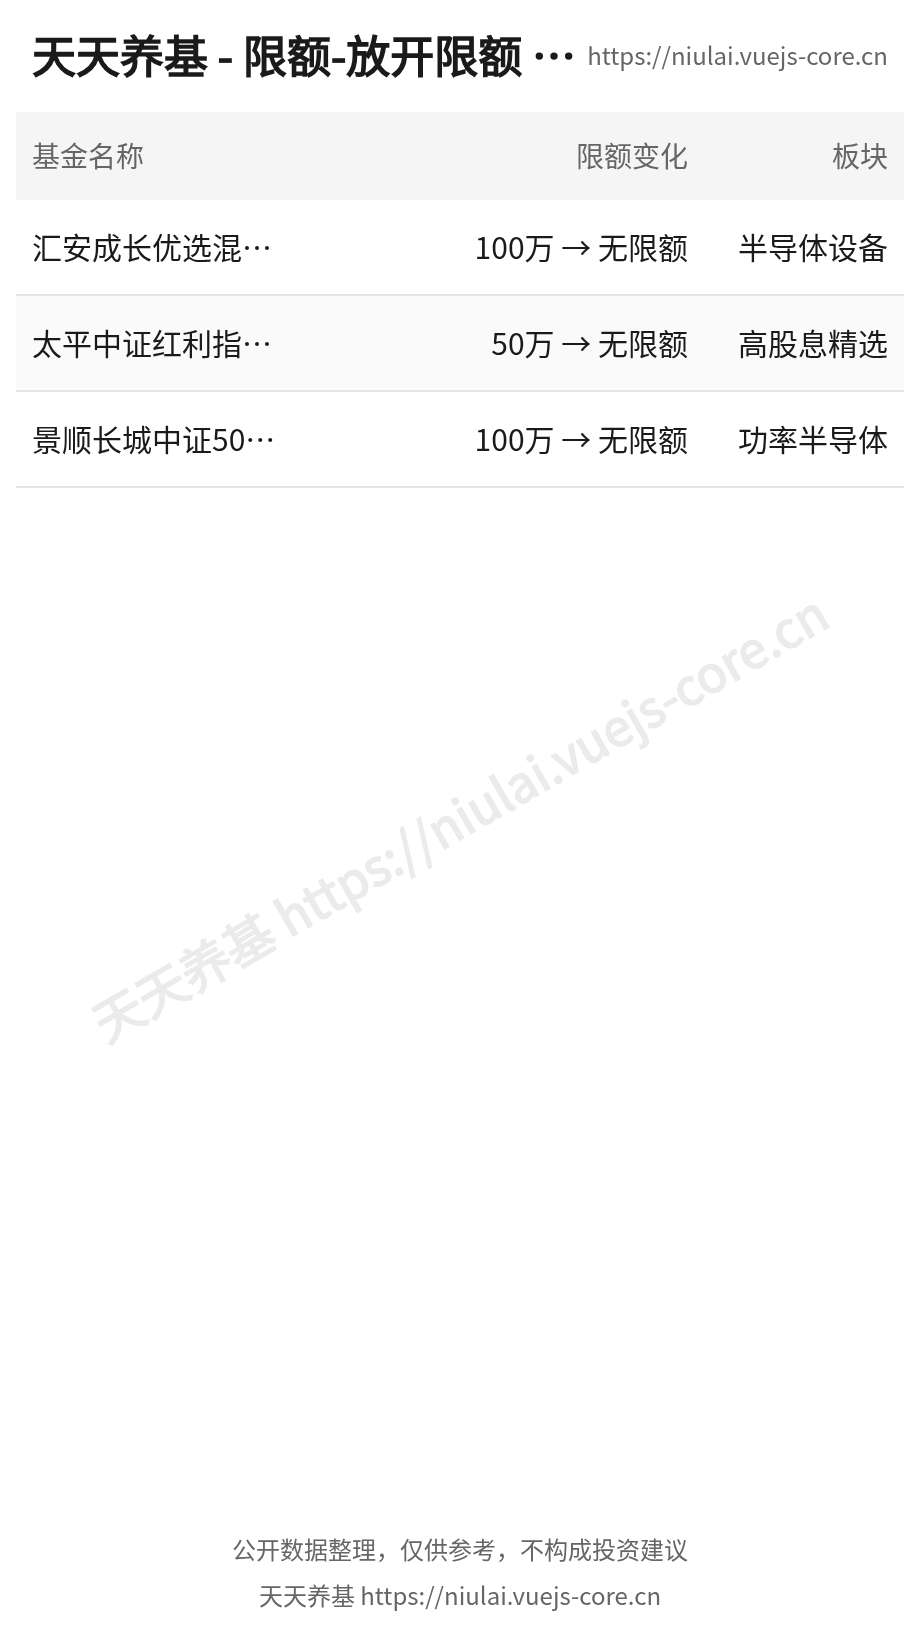 天天养基 - 限额-放开限额 … https://niulai.vuejs-core.cn
基金名称 限额变化 板块
汇安成长优选混… 100万 → 无限额 半导体设备
太平中证红利指… 50万 → 无限额 高股息精选
景顺长城中证50… 100万 → 无限额 功率半导体
天天养基 https://niulai.vuejs-core.cn
公开数据整理，仅供参考，不构成投资建议
天天养基 https://niulai.vuejs-core.cn